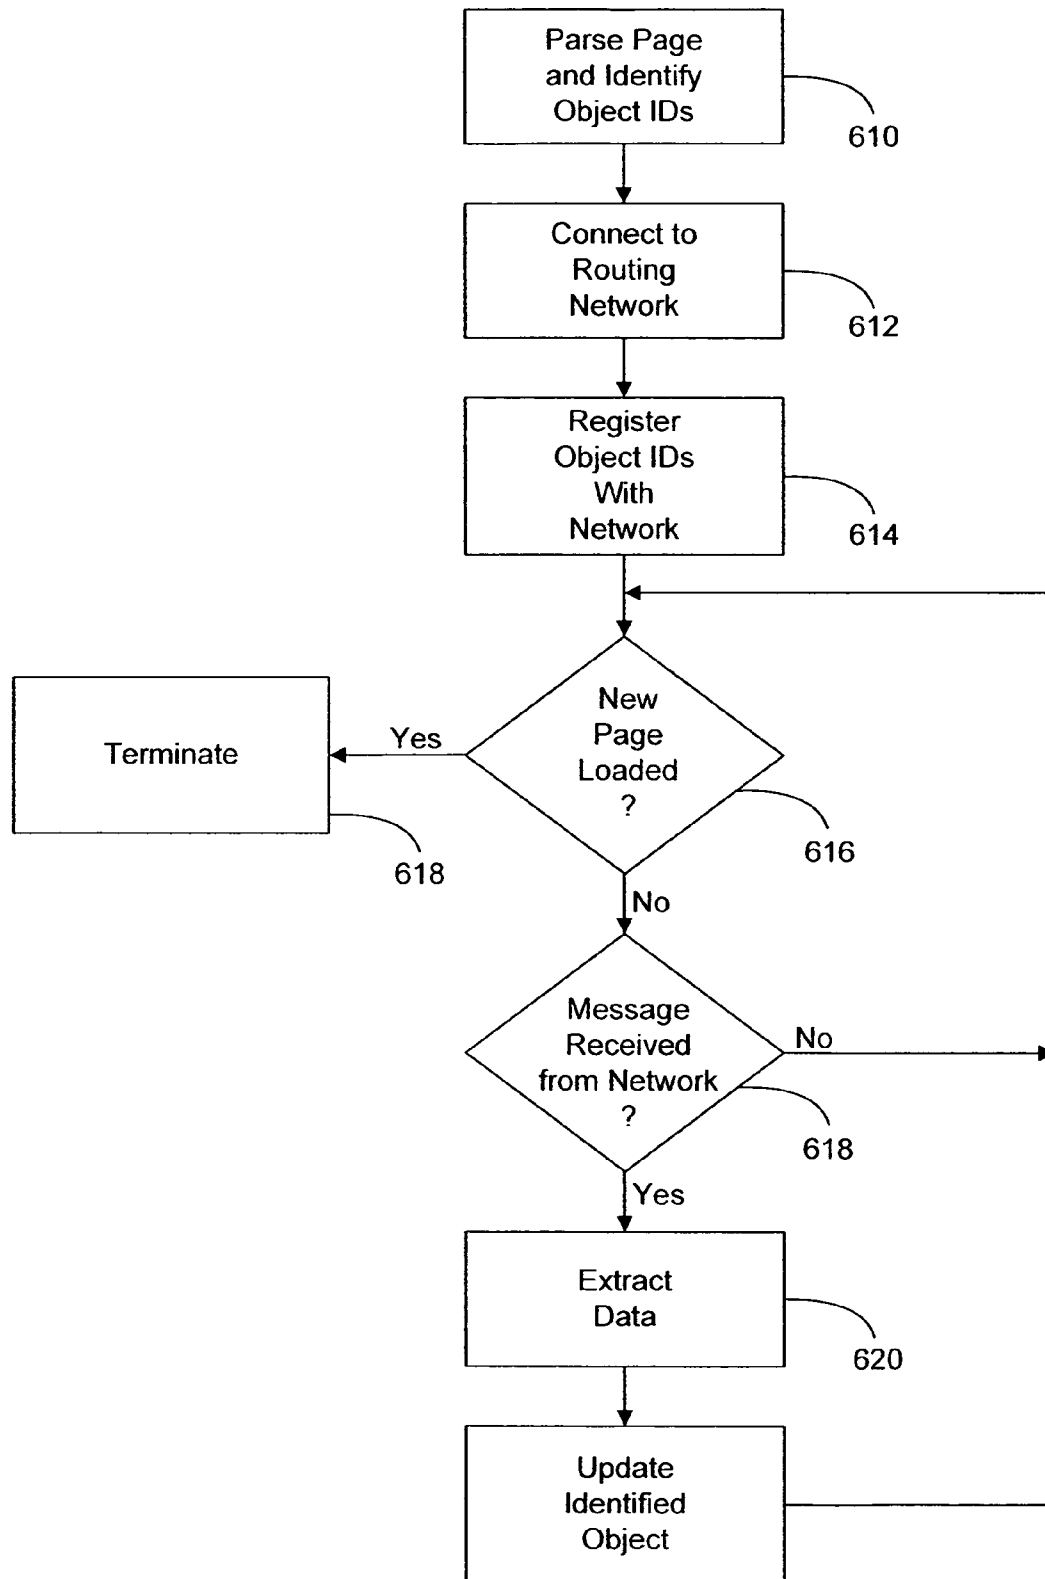 Parse Page
and Identify
Object IDs
610
Connect to
Routing
Network
612
Register
Object IDs
With
Network
614
New
Page
Loaded
?
616
Yes
Terminate
618
No
Message
Received
from Network
?
618
No
Yes
Extract
Data
620
Update
Identified
Object